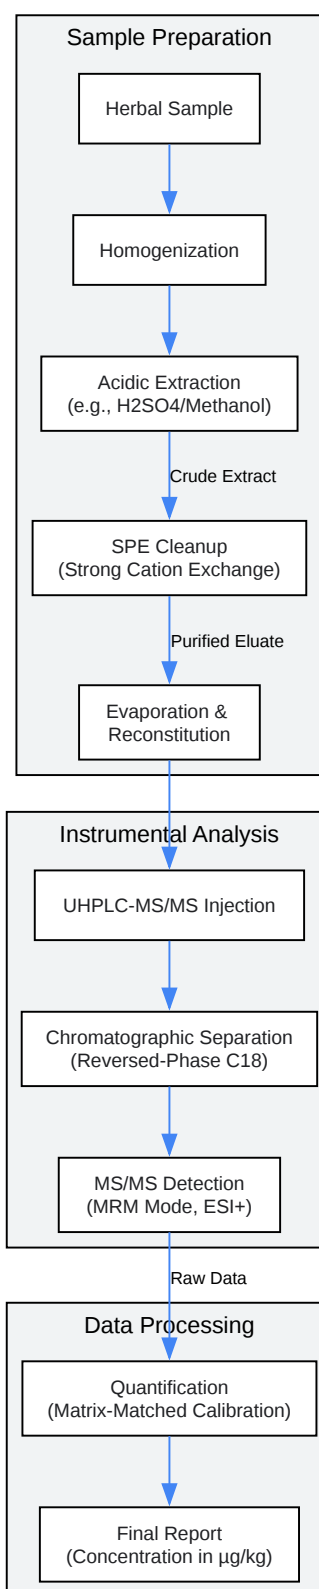 Sample Preparation
Herbal Sample
Homogenization
Acidic Extraction
(e.g., H2SO4/Methanol)
Crude Extract
SPE Cleanup
(Strong Cation Exchange)
Purified Eluate
Evaporation &
Reconstitution
Instrumental Analysis
UHPLC-MS/MS Injection
Chromatographic Separation
(Reversed-Phase C18)
MS/MS Detection
(MRM Mode, ESI+)
Raw Data
Data Processing
Quantification
(Matrix-Matched Calibration)
Final Report
(Concentration in µg/kg)